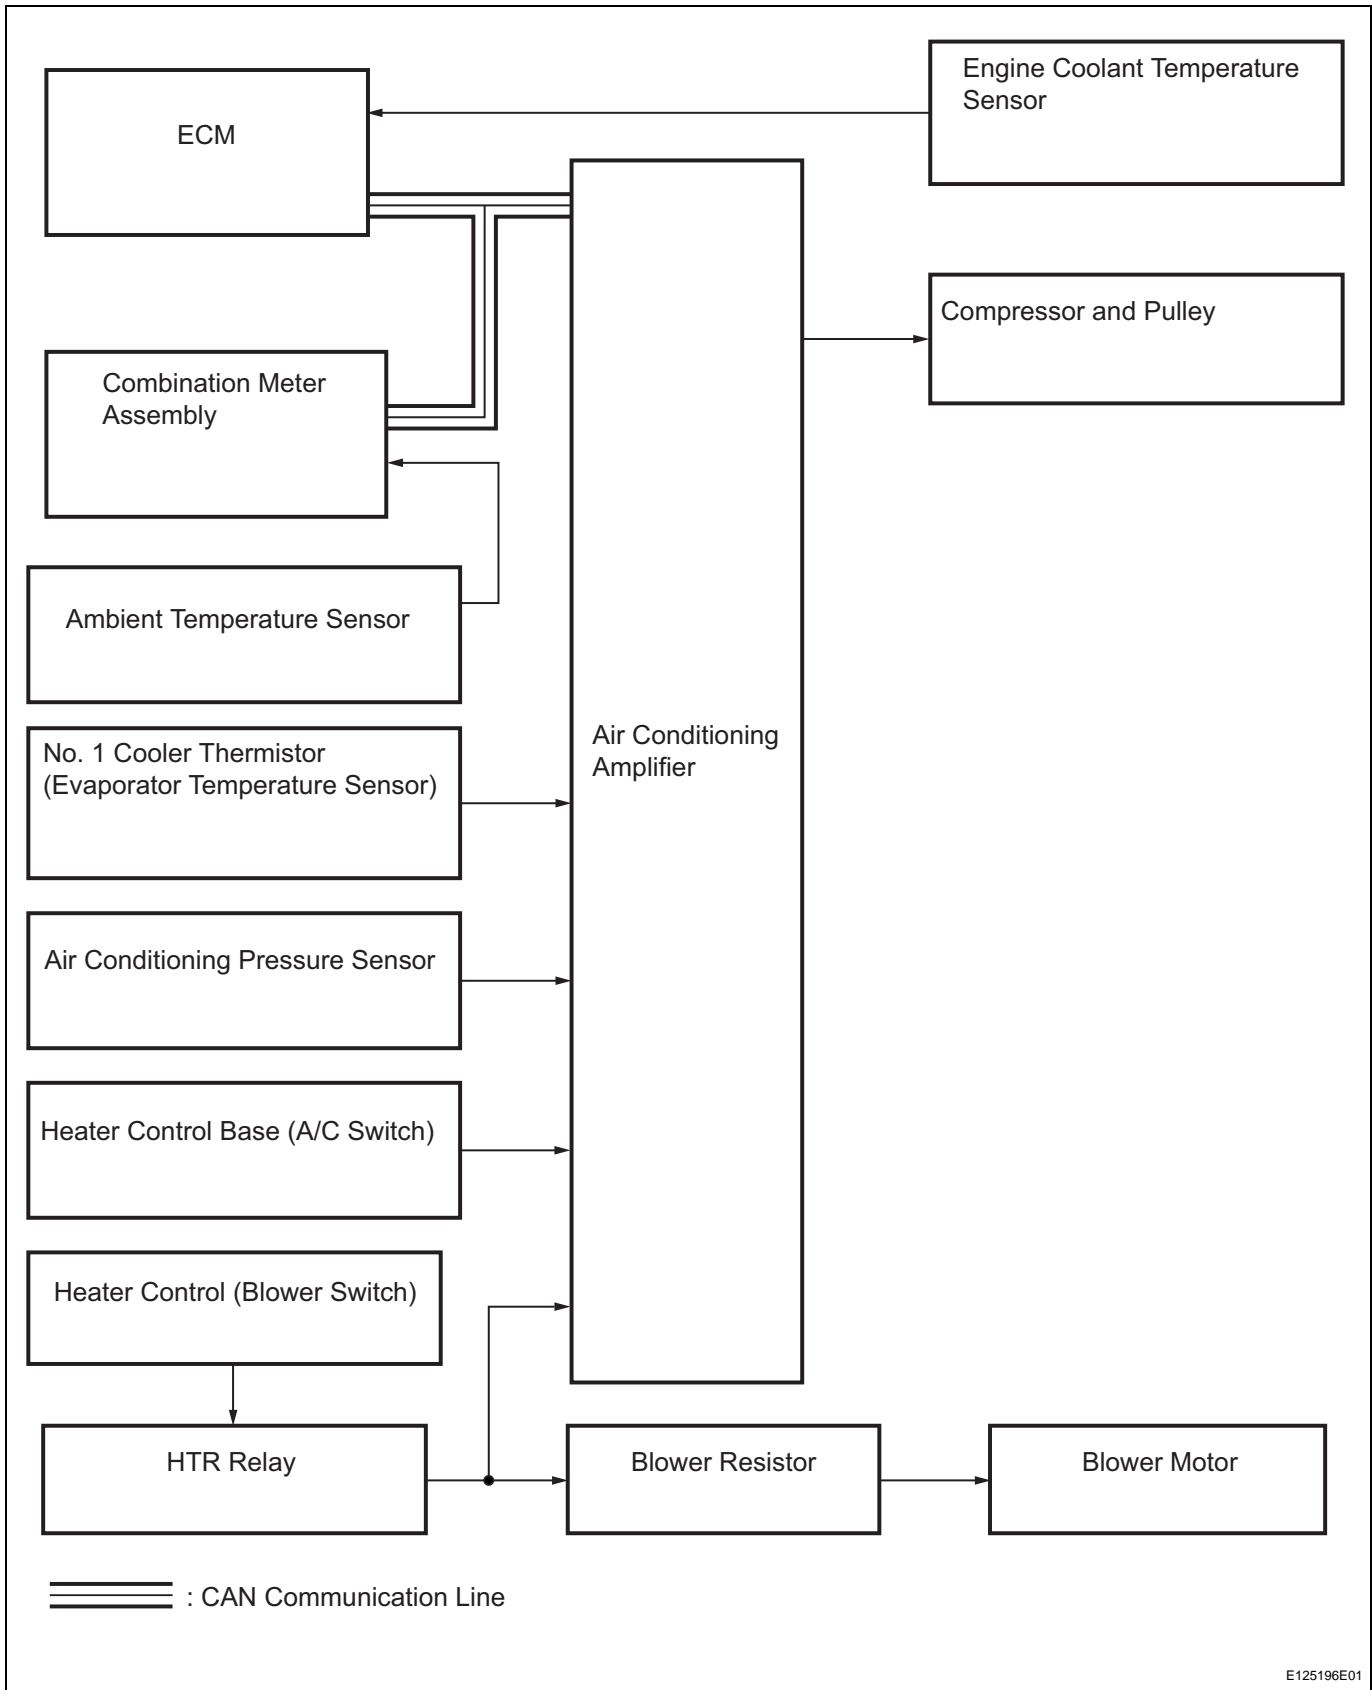 Engine Coolant Temperature
Sensor
ECM
Compressor and Pulley
Combination Meter
Assembly
Ambient Temperature Sensor
No. 1 Cooler Thermistor
(Evaporator Temperature Sensor)
Air Conditioning
Amplifier
Air Conditioning Pressure Sensor
Heater Control Base (A/C Switch)
Heater Control (Blower Switch)
HTR Relay
Blower Resistor
Blower Motor
: CAN Communication Line
E125196E01